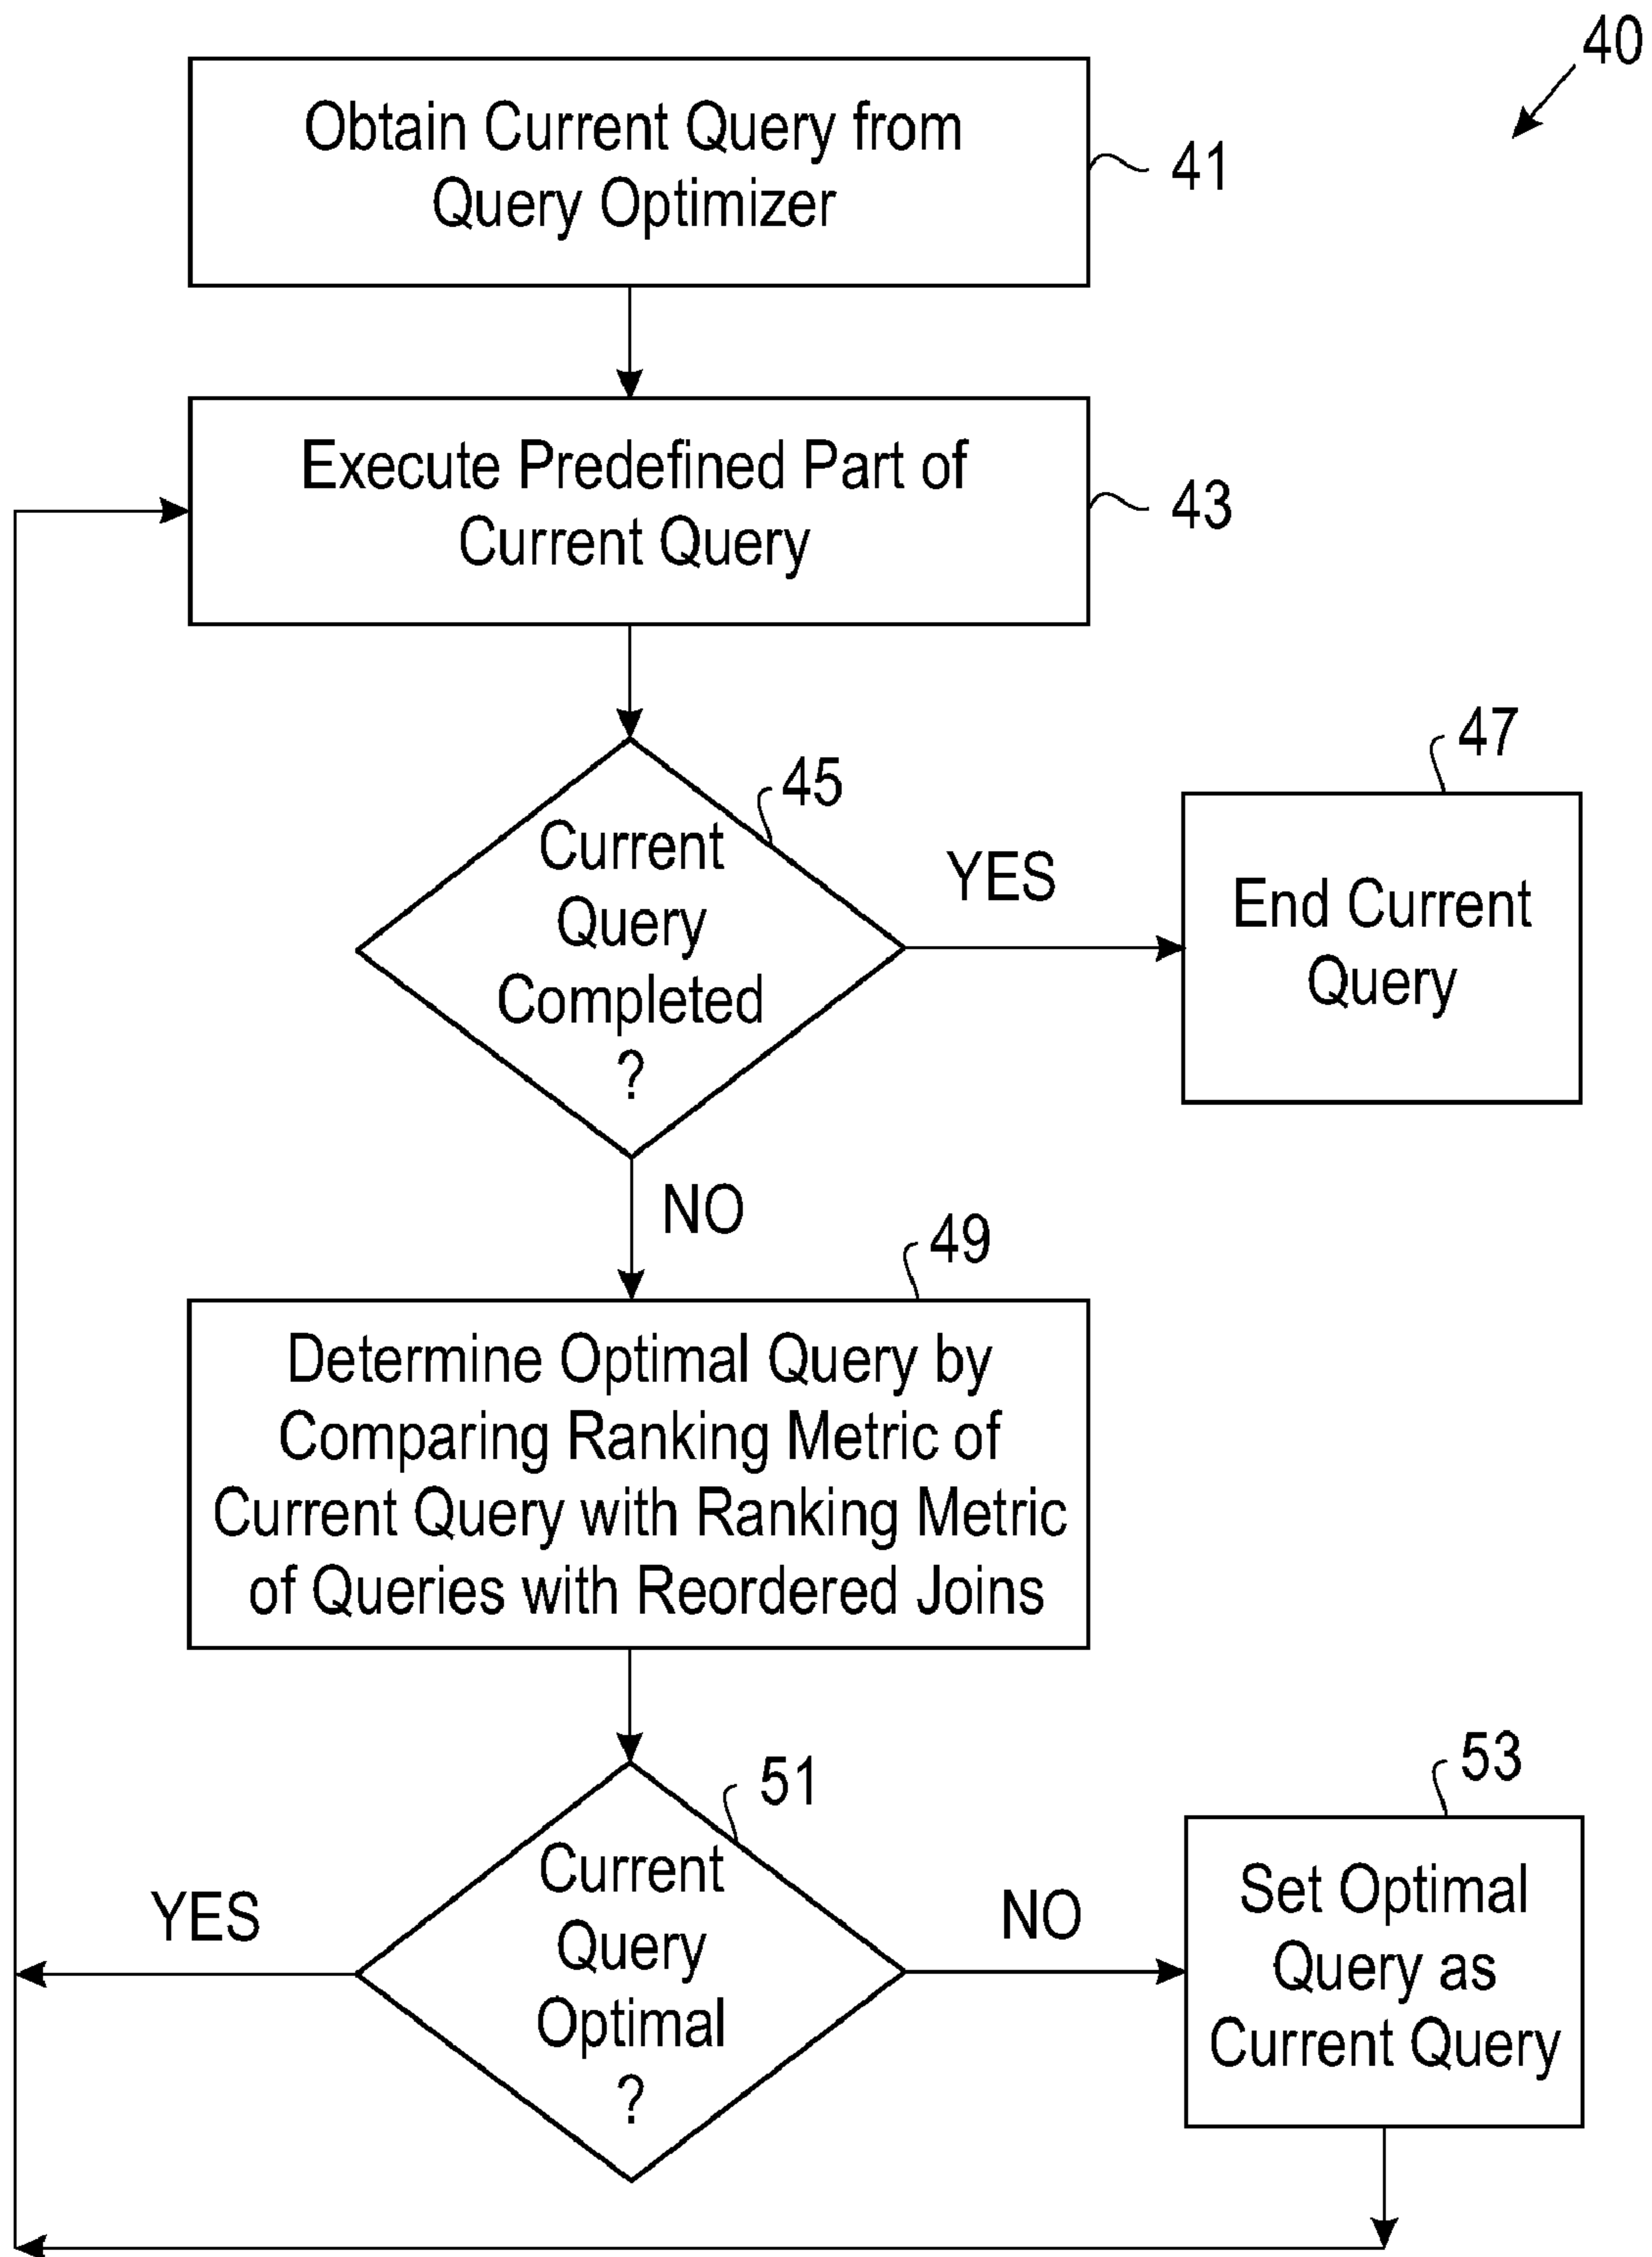 40
Obtain Current Query from
Query Optimizer
41
Execute Predefined Part of
Current Query
43
45
Current
Query
Completed
?
YES
47
End Current
Query
NO
49
Determine Optimal Query by
Comparing Ranking Metric of
Current Query with Ranking Metric
of Queries with Reordered Joins
51
Current
Query
Optimal
?
YES
NO
53
Set Optimal
Query as
Current Query